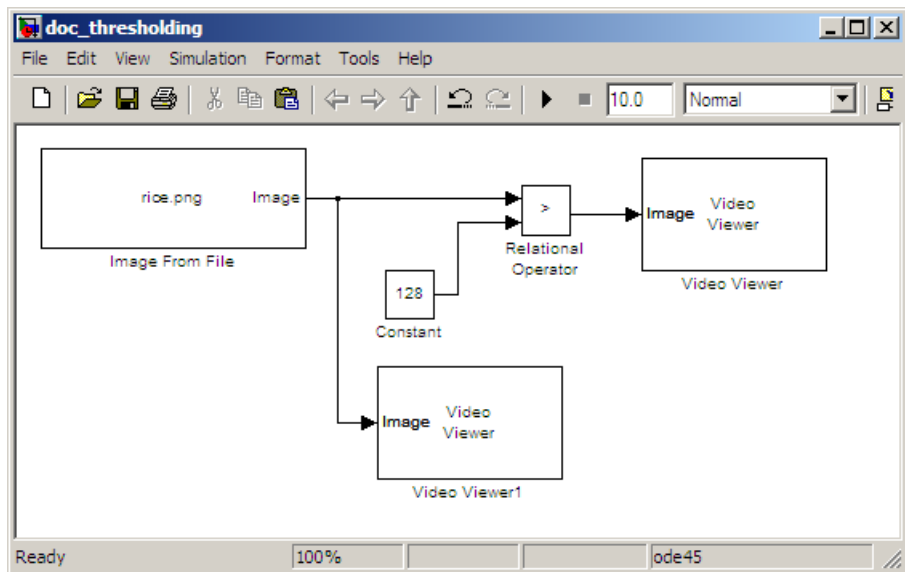 doc_thresholding
File Edit View Simulation Format Tools Help
10.0 Normal
rice.png Image
Image From File
>
Relational
Operator
Image Video
Viewer
Video Viewer
128
Constant
Image Video
Viewer
Video Viewer1
Ready 100% ode45